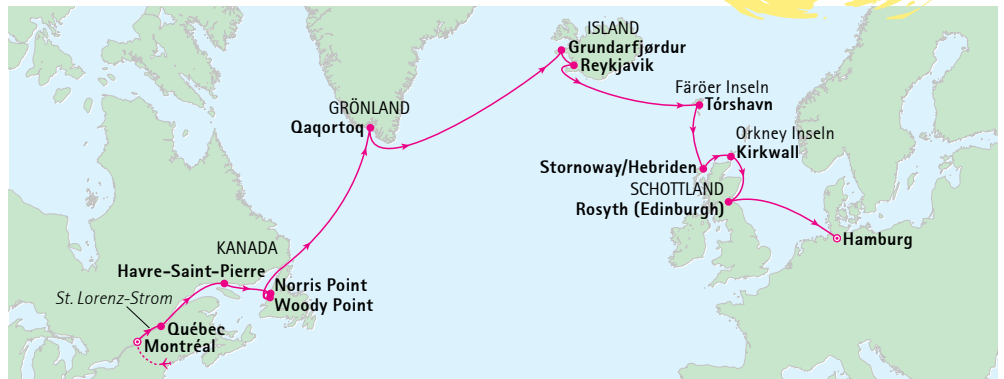 ISLAND
Grundarfjørdur
Reykjavik
Färöer Inseln
Tórshavn
GRÖNLAND
Qaqortoq
Orkney Inseln
Kirkwall
Stornoway/Hebriden
SCHOTTLAND
Rosyth (Edinburgh)
Hamburg
KANADA
Havre-Saint-Pierre
Norris Point
Woody Point
St. Lorenz-Strom
Québec
Montréal